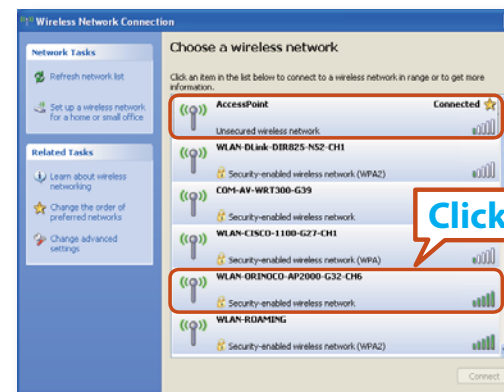 Wireless Network Connection
Network Tasks
Refresh network list
Set up a wireless network
for a home or small office
Related Tasks
Learn about wireless
networking
Change the order of
preferred networks
Change advanced
settings
Choose a wireless network
Click an item in the list below to connect to a wireless network in range or to get more
information.
AccessPoint Connected
Unsecured wireless network
WLAN-DLink-DIR825-N52-CH1
Security-enabled wireless network (WPA2)
COM-AV-WRT300-G39
Security-enabled wireless network
WLAN-CISCO-1100-G27-CH1
Security-enabled wireless network (WPA)
WLAN-ORINOCO-AP2000-G32-CH6
Security-enabled wireless network
WLAN-ROAMING
Security-enabled wireless network (WPA2)
Click
Connect